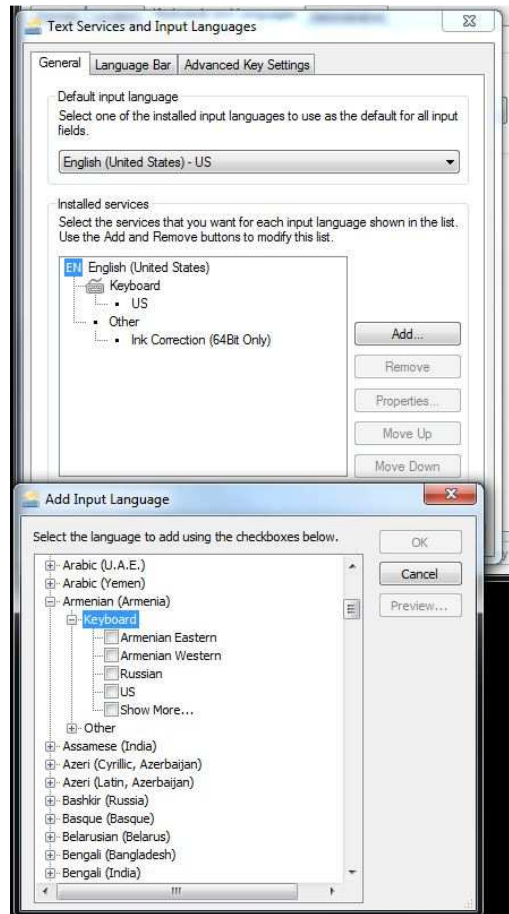 Text Services and Input Languages
General
Language Bar
Advanced Key Settings
Default input language
Select one of the installed input languages to use as the default for all input
fields.
English (United States) - US
Installed services
Select the services that you want for each input language shown in the list.
Use the Add and Remove buttons to modify this list.
EN English (United States)
Keyboard
US
Other
Ink Correction (64Bit Only)
Add...
Remove
Properties...
Move Up
Move Down
Add Input Language
Select the language to add using the checkboxes below.
OK
Cancel
Preview...
Arabic (U.A.E.)
Arabic (Yemen)
Armenian (Armenia)
Keyboard
Armenian Eastern
Armenian Western
Russian
US
Show More...
Other
Assamese (India)
Azeri (Cyrillic, Azerbaijan)
Azeri (Latin, Azerbaijan)
Bashkir (Russia)
Basque (Basque)
Belarusian (Belarus)
Bengali (Bangladesh)
Bengali (India)